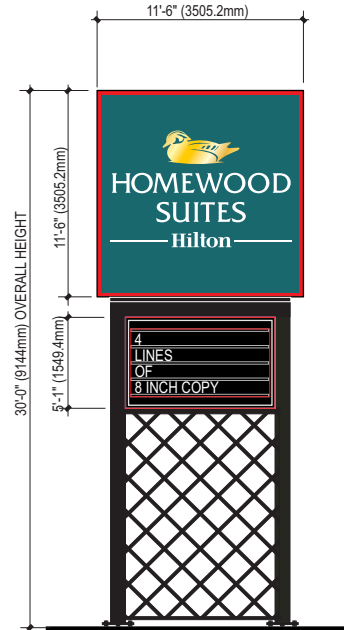 11'-6" (3505.2mm)
HOMEWOOD
SUITES
Hilton
11'-6" (3505.2mm)
30'-0" (9144mm) OVERALL HEIGHT
5'-1" (1549.4mm)
4
LINES
OF
8 INCH COPY